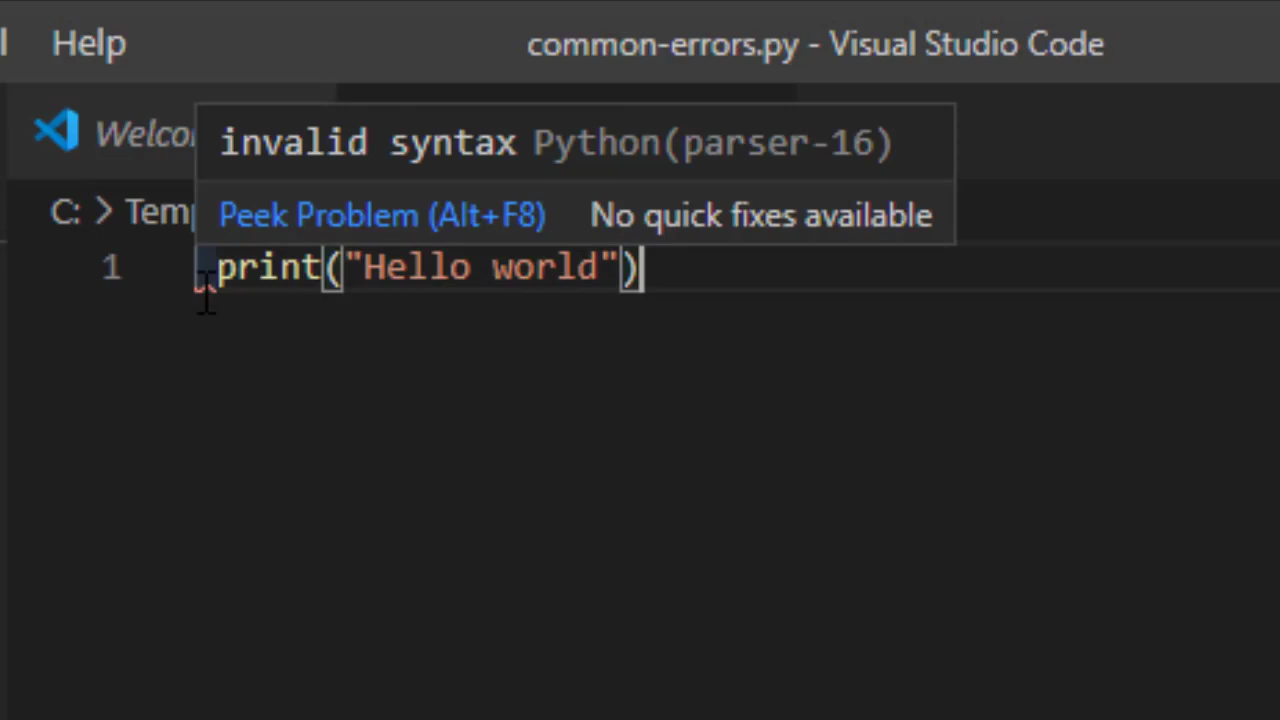 Help common-errors.py - Visual Studio Code
invalid syntax Python(parser-16)
Peek Problem (Alt+F8) No quick fixes available
C: >
1 print("Hello world")